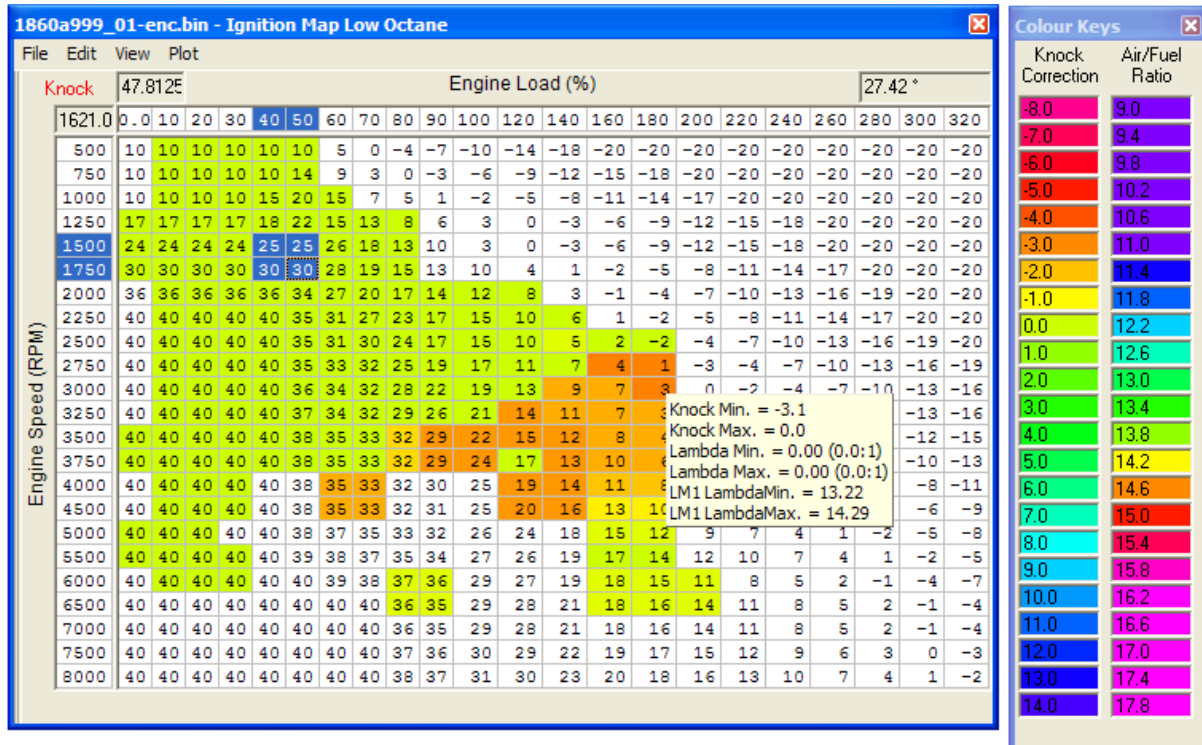 1860a999_01-enc.bin - Ignition Map Low Octane
File Edit View Plot
Knock 47.8125 Engine Load (%) 27.42 °
1621.0 0.0 10 20 30 40 50 60 70 80 90 100 120 140 160 180 200 220 240 260 280 300 320
Engine Speed (RPM)
500 10 10 10 10 10 10 5 0 -4 -7 -10 -14 -18 -20 -20 -20 -20 -20 -20 -20 -20 -20
750 10 10 10 10 10 14 9 3 0 -3 -6 -9 -12 -15 -18 -20 -20 -20 -20 -20 -20 -20
1000 10 10 10 10 15 20 15 7 5 1 -2 -5 -8 -11 -14 -17 -20 -20 -20 -20 -20 -20
1250 17 17 17 17 18 22 15 13 8 6 3 0 -3 -6 -9 -12 -15 -18 -20 -20 -20 -20
1500 24 24 24 24 25 25 26 18 13 10 3 0 -3 -6 -9 -12 -15 -18 -20 -20 -20 -20
1750 30 30 30 30 30 30 28 19 15 13 10 4 1 -2 -5 -8 -11 -14 -17 -20 -20 -20
2000 36 36 36 36 36 34 27 20 17 14 12 8 3 -1 -4 -7 -10 -13 -16 -19 -20 -20
2250 40 40 40 40 40 35 31 27 23 17 15 10 6 1 -2 -5 -8 -11 -14 -17 -20 -20
2500 40 40 40 40 40 35 31 30 24 17 15 10 5 2 -2 -4 -7 -10 -13 -16 -19 -20
2750 40 40 40 40 40 35 33 32 25 19 17 11 7 4 1 -3 -4 -7 -10 -13 -16 -19
3000 40 40 40 40 40 36 34 32 28 22 19 13 9 7 3 0 -2 -4 -7 -10 -13 -16
3250 40 40 40 40 40 37 34 32 29 26 21 14 11 7 -13 -16
3500 40 40 40 40 40 38 35 33 32 29 22 15 12 8 -12 -15
3750 40 40 40 40 40 38 35 33 32 29 24 17 13 10 -10 -13
4000 40 40 40 40 40 38 35 33 32 30 25 19 14 11 -8 -11
4500 40 40 40 40 40 38 35 33 32 31 25 20 16 13 10 -6 -9
5000 40 40 40 40 40 38 37 35 33 32 26 24 18 15 12 9 7 4 1 -2 -5 -8
5500 40 40 40 40 40 39 38 37 35 34 27 26 19 17 14 12 10 7 4 1 -2 -5
6000 40 40 40 40 40 40 39 38 37 36 29 27 19 18 15 11 8 5 2 -1 -4 -7
6500 40 40 40 40 40 40 40 40 36 35 29 28 21 18 16 14 11 8 5 2 -1 -4
7000 40 40 40 40 40 40 40 40 36 35 29 28 21 18 16 14 11 8 5 2 -1 -4
7500 40 40 40 40 40 40 40 40 37 36 30 29 22 19 17 15 12 9 6 3 0 -3
8000 40 40 40 40 40 40 40 40 38 37 31 30 23 20 18 16 13 10 7 4 1 -2
Knock Min. = -3.1
Knock Max. = 0.0
Lambda Min. = 0.00 (0.0:1)
Lambda Max. = 0.00 (0.0:1)
LM1 LambdaMin. = 13.22
LM1 LambdaMax. = 14.29
Colour Keys
Knock Air/Fuel
Correction Ratio
-8.0 9.0
-7.0 9.4
-6.0 9.8
-5.0 10.2
-4.0 10.6
-3.0 11.0
-2.0 11.4
-1.0 11.8
0.0 12.2
1.0 12.6
2.0 13.0
3.0 13.4
4.0 13.8
5.0 14.2
6.0 14.6
7.0 15.0
8.0 15.4
9.0 15.8
10.0 16.2
11.0 16.6
12.0 17.0
13.0 17.4
14.0 17.8